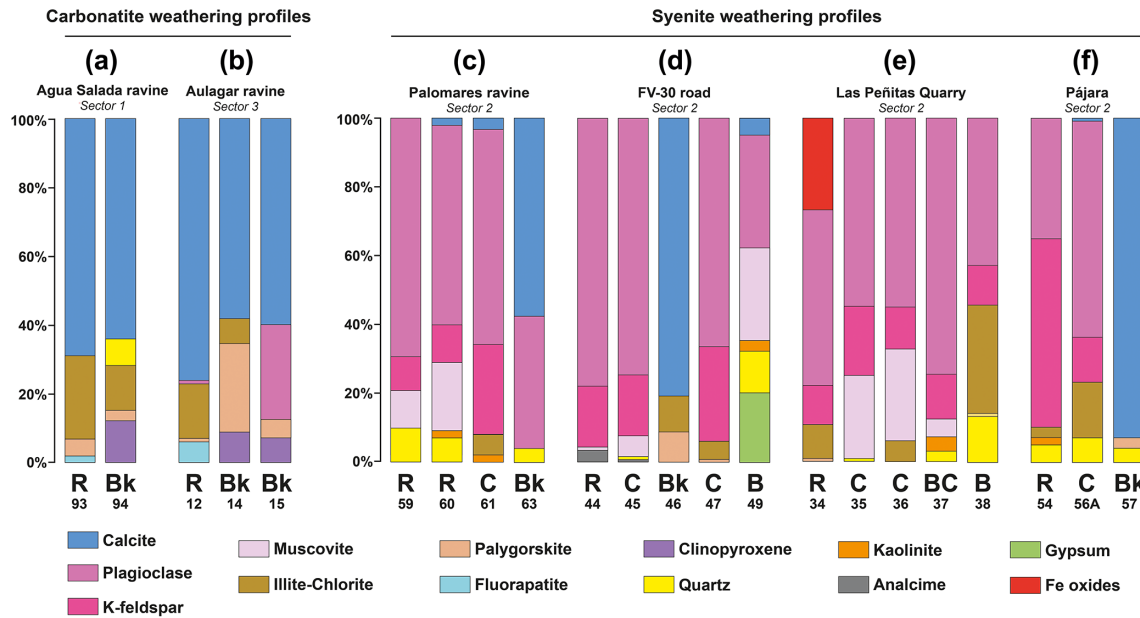 Carbonatite weathering profiles
Syenite weathering profiles
(a) (b) (c) (d) (e) (f)
Agua Salada ravine Aulagar ravine Palomares ravine FV-30 road Las Peñitas Quarry Pájara
Sector 1 Sector 3 Sector 2 Sector 2 Sector 2 Sector 2
100% 100%
80% 80%
60% 60%
40% 40%
20% 20%
0% 0%
R Bk R Bk Bk R R C Bk R C Bk C B R C C BC B R C Bk
93 94 12 14 15 59 60 61 63 44 45 46 47 49 34 35 36 37 38 54 56A 57
Calcite
Plagioclase
K-feldspar
Muscovite
Illite-Chlorite
Palygorskite
Fluorapatite
Clinopyroxene
Quartz
Kaolinite
Analcime
Gypsum
Fe oxides